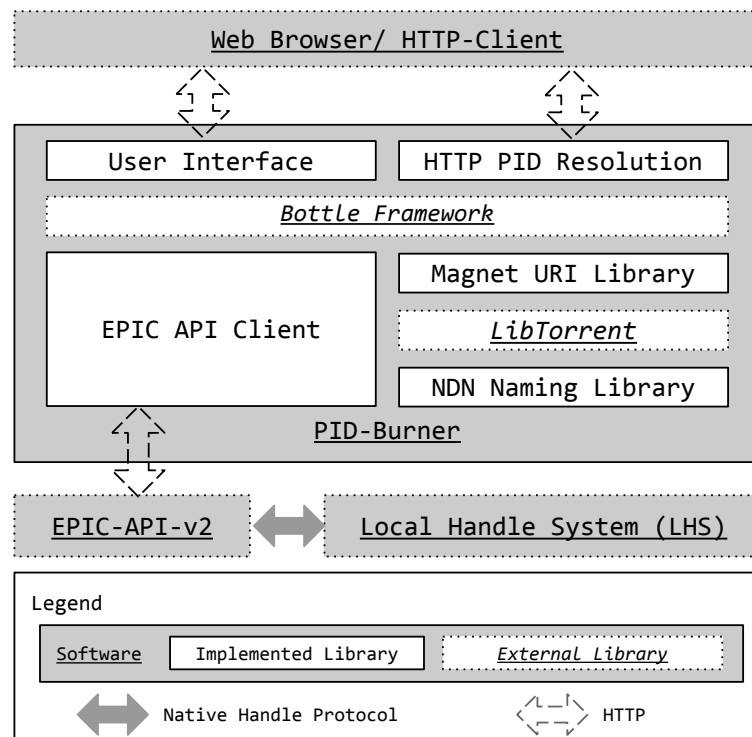 Web Browser/ HTTP-Client
User Interface
HTTP PID Resolution
Bottle Framework
EPIC API Client
Magnet URI Library
LibTorrent
NDN Naming Library
PID-Burner
EPIC-API-v2
Local Handle System (LHS)
Legend
Software
Implemented Library
External Library
Native Handle Protocol
HTTP